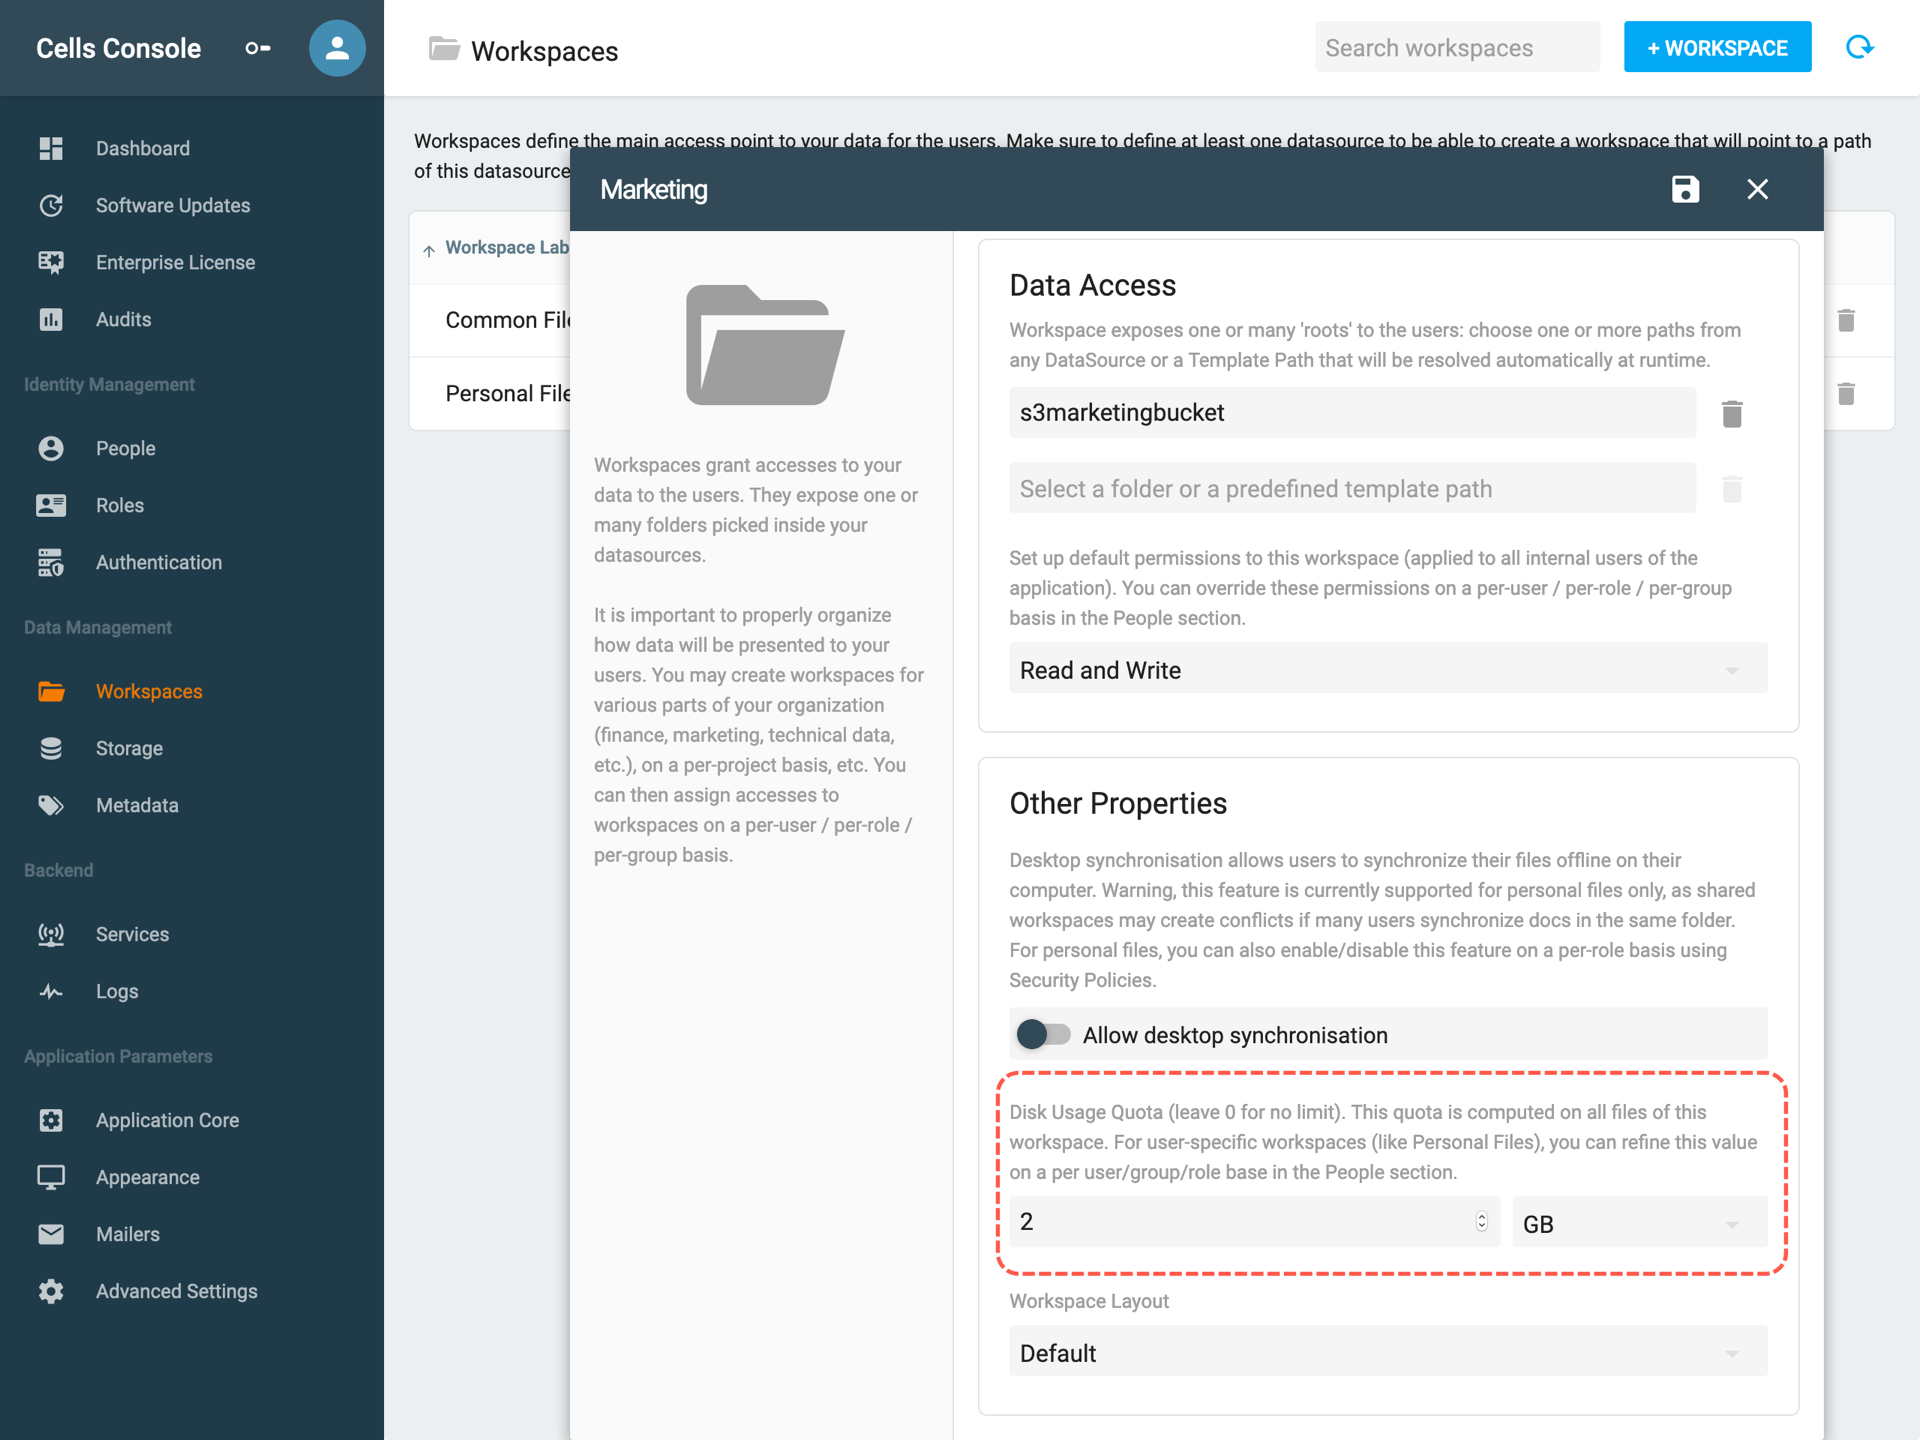 Cells Console
Workspaces
Search workspaces
+ WORKSPACE
Dashboard
Software Updates
Enterprise License
Audits
Identity Management
People
Roles
Authentication
Data Management
Workspaces
Storage
Metadata
Backend
Services
Logs
Application Parameters
Application Core
Appearance
Mailers
Advanced Settings
Workspaces define the main access point to your data for the users. Make sure to define at least one datasource to be able to create a workspace that will point to a path
of this datasource
Workspace Lab
Common File
Personal File
Marketing
Workspaces grant accesses to your
data to the users. They expose one or
many folders picked inside your
datasources.
It is important to properly organize
how data will be presented to your
users. You may create workspaces for
various parts of your organization
(finance, marketing, technical data,
etc.), on a per-project basis, etc. You
can then assign accesses to
workspaces on a per-user / per-role /
per-group basis.
Data Access
Workspace exposes one or many 'roots' to the users: choose one or more paths from
any DataSource or a Template Path that will be resolved automatically at runtime.
s3marketingbucket
Select a folder or a predefined template path
Set up default permissions to this workspace (applied to all internal users of the
application). You can override these permissions on a per-user / per-role / per-group
basis in the People section.
Read and Write
Other Properties
Desktop synchronisation allows users to synchronize their files offline on their
computer. Warning, this feature is currently supported for personal files only, as shared
workspaces may create conflicts if many users synchronize docs in the same folder.
For personal files, you can also enable/disable this feature on a per-role basis using
Security Policies.
Allow desktop synchronisation
Disk Usage Quota (leave 0 for no limit). This quota is computed on all files of this
workspace. For user-specific workspaces (like Personal Files), you can refine this value
on a per user/group/role base in the People section.
2
GB
Workspace Layout
Default